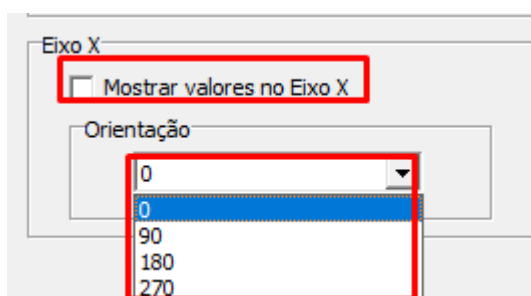 Eixo X
Mostrar valores no Eixo X
Orientação
0
0
90
180
270